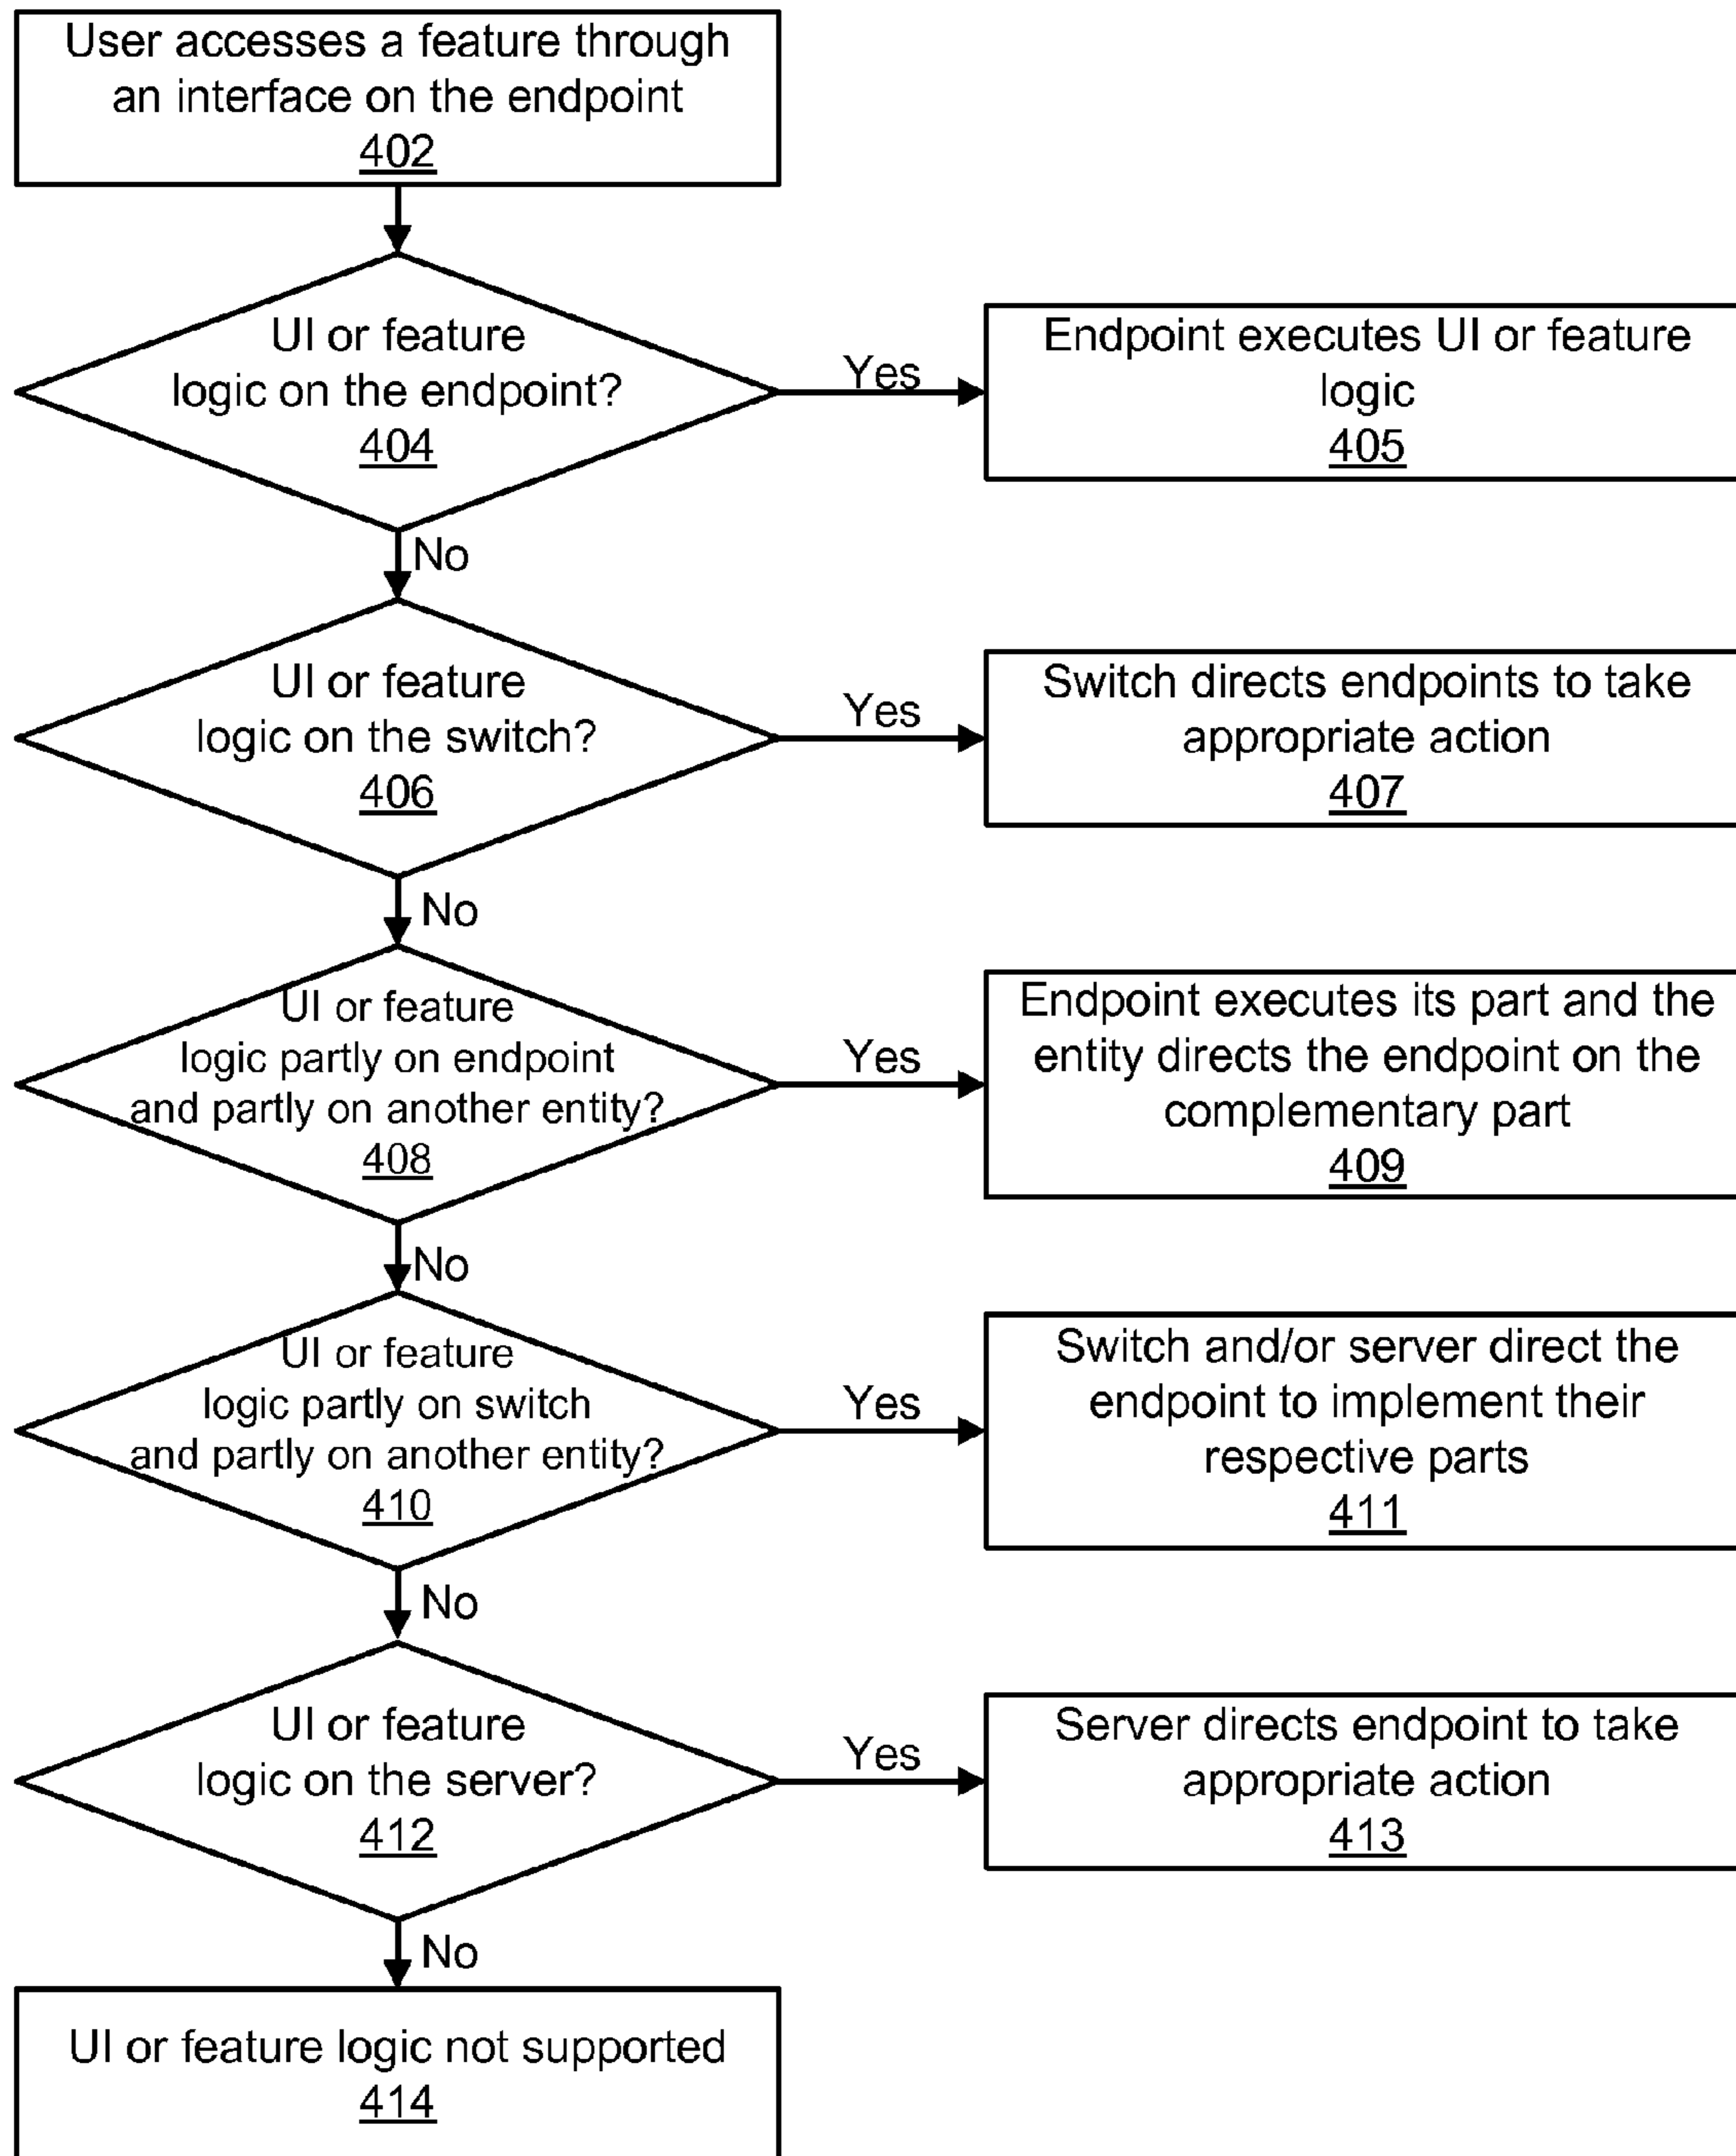 User accesses a feature through
an interface on the endpoint
402
UI or feature
logic on the endpoint?
404
Yes
Endpoint executes UI or feature
logic
405
No
UI or feature
logic on the switch?
406
Yes
Switch directs endpoints to take
appropriate action
407
No
UI or feature
logic partly on endpoint
and partly on another entity?
408
Yes
Endpoint executes its part and the
entity directs the endpoint on the
complementary part
409
No
UI or feature
logic partly on switch
and partly on another entity?
410
Yes
Switch and/or server direct the
endpoint to implement their
respective parts
411
No
UI or feature
logic on the server?
412
Yes
Server directs endpoint to take
appropriate action
413
No
UI or feature logic not supported
414